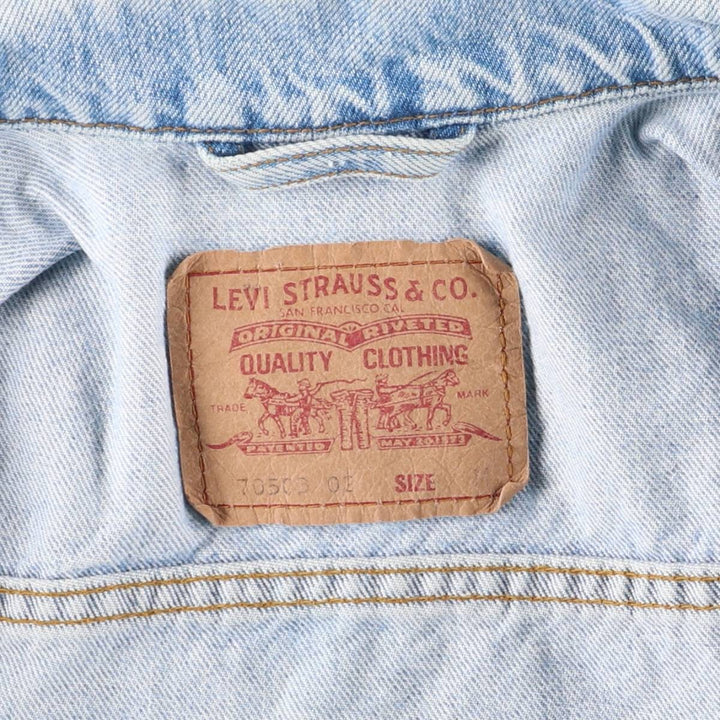 LEVI STRAUSS & CO.
SAN FRANCISCO CAL
ORIGINAL RIVETED
QUALITY CLOTHING
TRADE MARK
PATENTED MAY 20 1873
SIZE